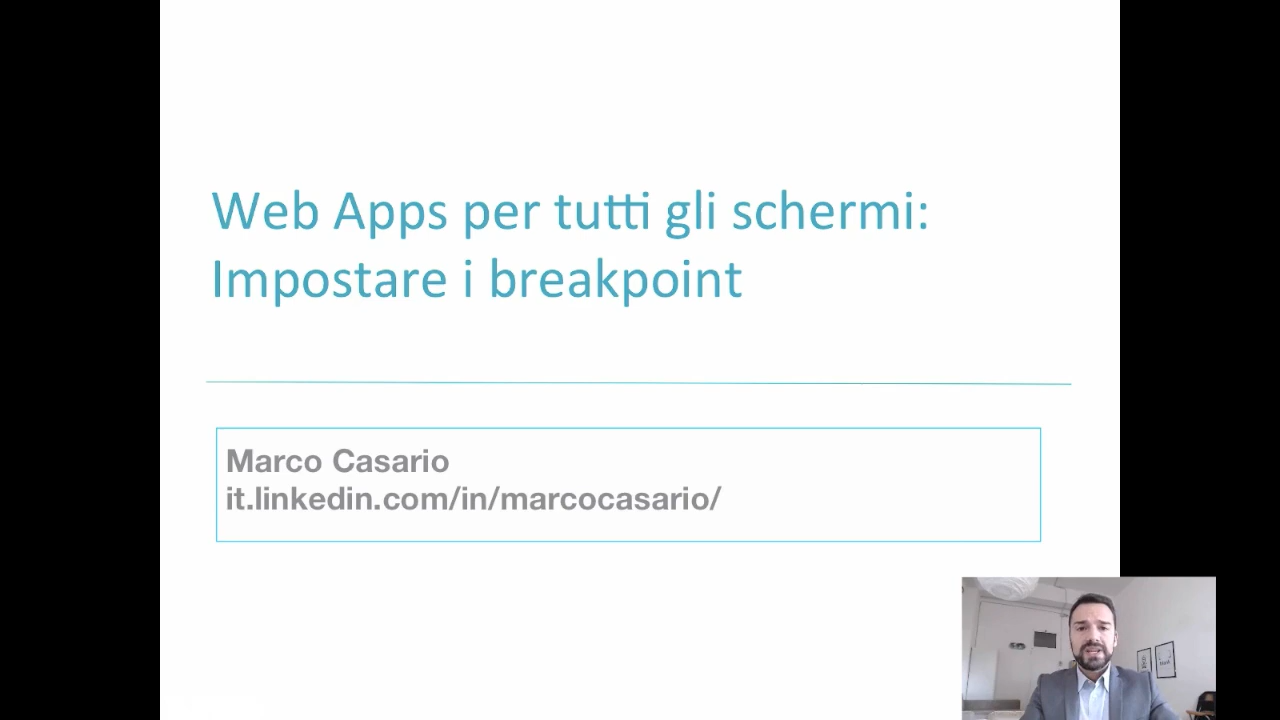 Web Apps per tutti gli schermi:
Impostare i breakpoint
Marco Casario
it.linkedin.com/in/marcocasario/